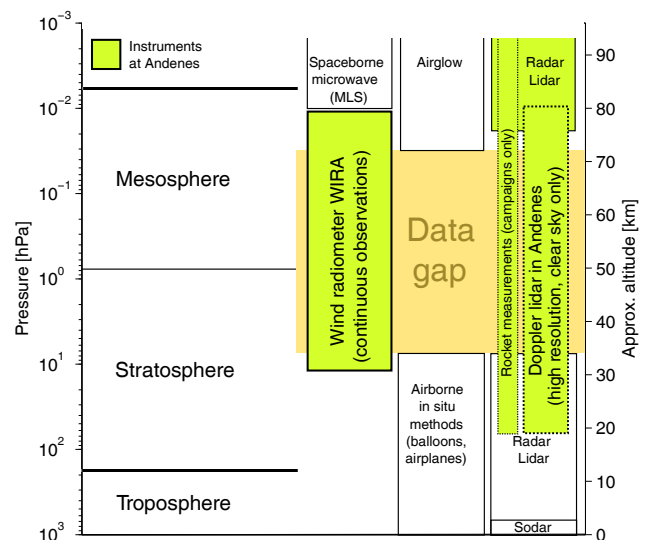 10⁻³
10⁻²
10⁻¹
10⁰
10¹
10²
10³
Pressure [hPa]
Instruments
at Andenes
Mesosphere
Stratosphere
Troposphere
Spaceborne
microwave
(MLS)
Wind radiometer WIRA
(continuous observations)
Airglow
Data
gap
Airborne
in situ
methods
(balloons,
airplanes)
Radar
Lidar
Rocket measurements (campaigns only)
Doppler lidar in Andenes
(high resolution, clear sky only)
Radar
Lidar
Sodar
90
80
70
60
50
40
30
20
10
0
Approx. altitude [km]